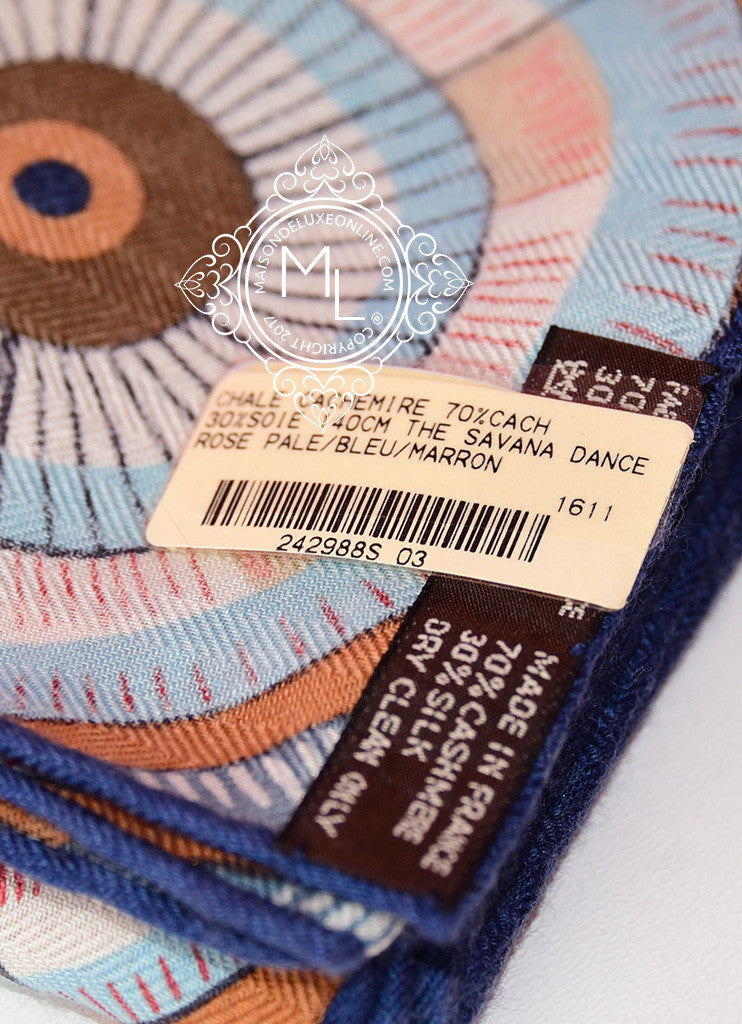 MAISONDELUXEONLINE.COM
ML
@ COPYRIGHT 2017
CHALE CACHEMIRE 70%CACH
30%SOIE 140CM THE SAVANA DANCE
ROSE PALE/BLEU/MARRON
1611
242988S 03
MADE IN FRANCE
70% CASHMERE
30% SILK
DRY CLEAN ONLY